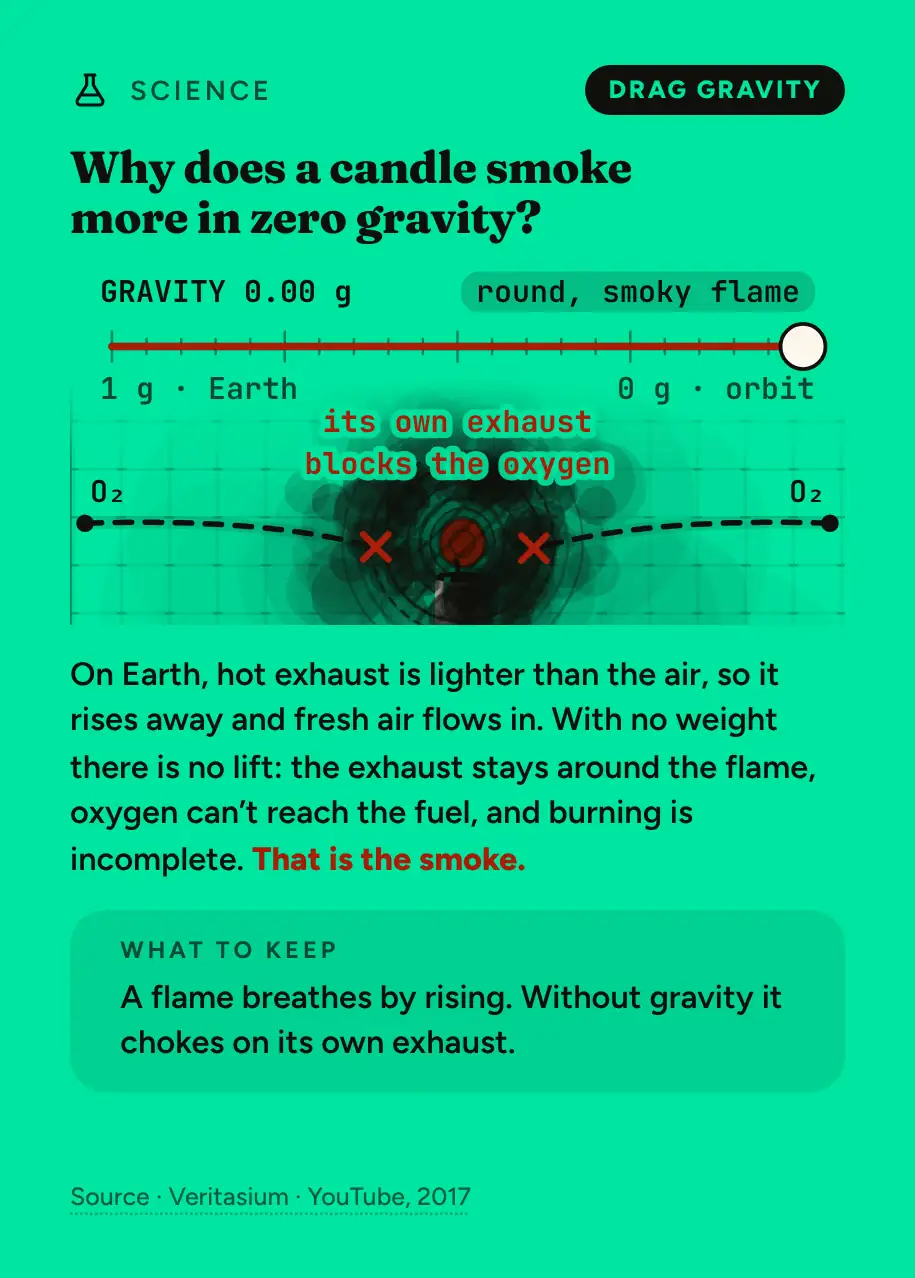 SCIENCE
DRAG GRAVITY
Why does a candle smoke
more in zero gravity?
GRAVITY 0.00 g
round, smoky flame
1 g · Earth
0 g · orbit
its own exhaust
blocks the oxygen
O₂
O₂
On Earth, hot exhaust is lighter than the air, so it
rises away and fresh air flows in. With no weight
there is no lift: the exhaust stays around the flame,
oxygen can’t reach the fuel, and burning is
incomplete. That is the smoke.
WHAT TO KEEP
A flame breathes by rising. Without gravity it
chokes on its own exhaust.
Source · Veritasium · YouTube, 2017